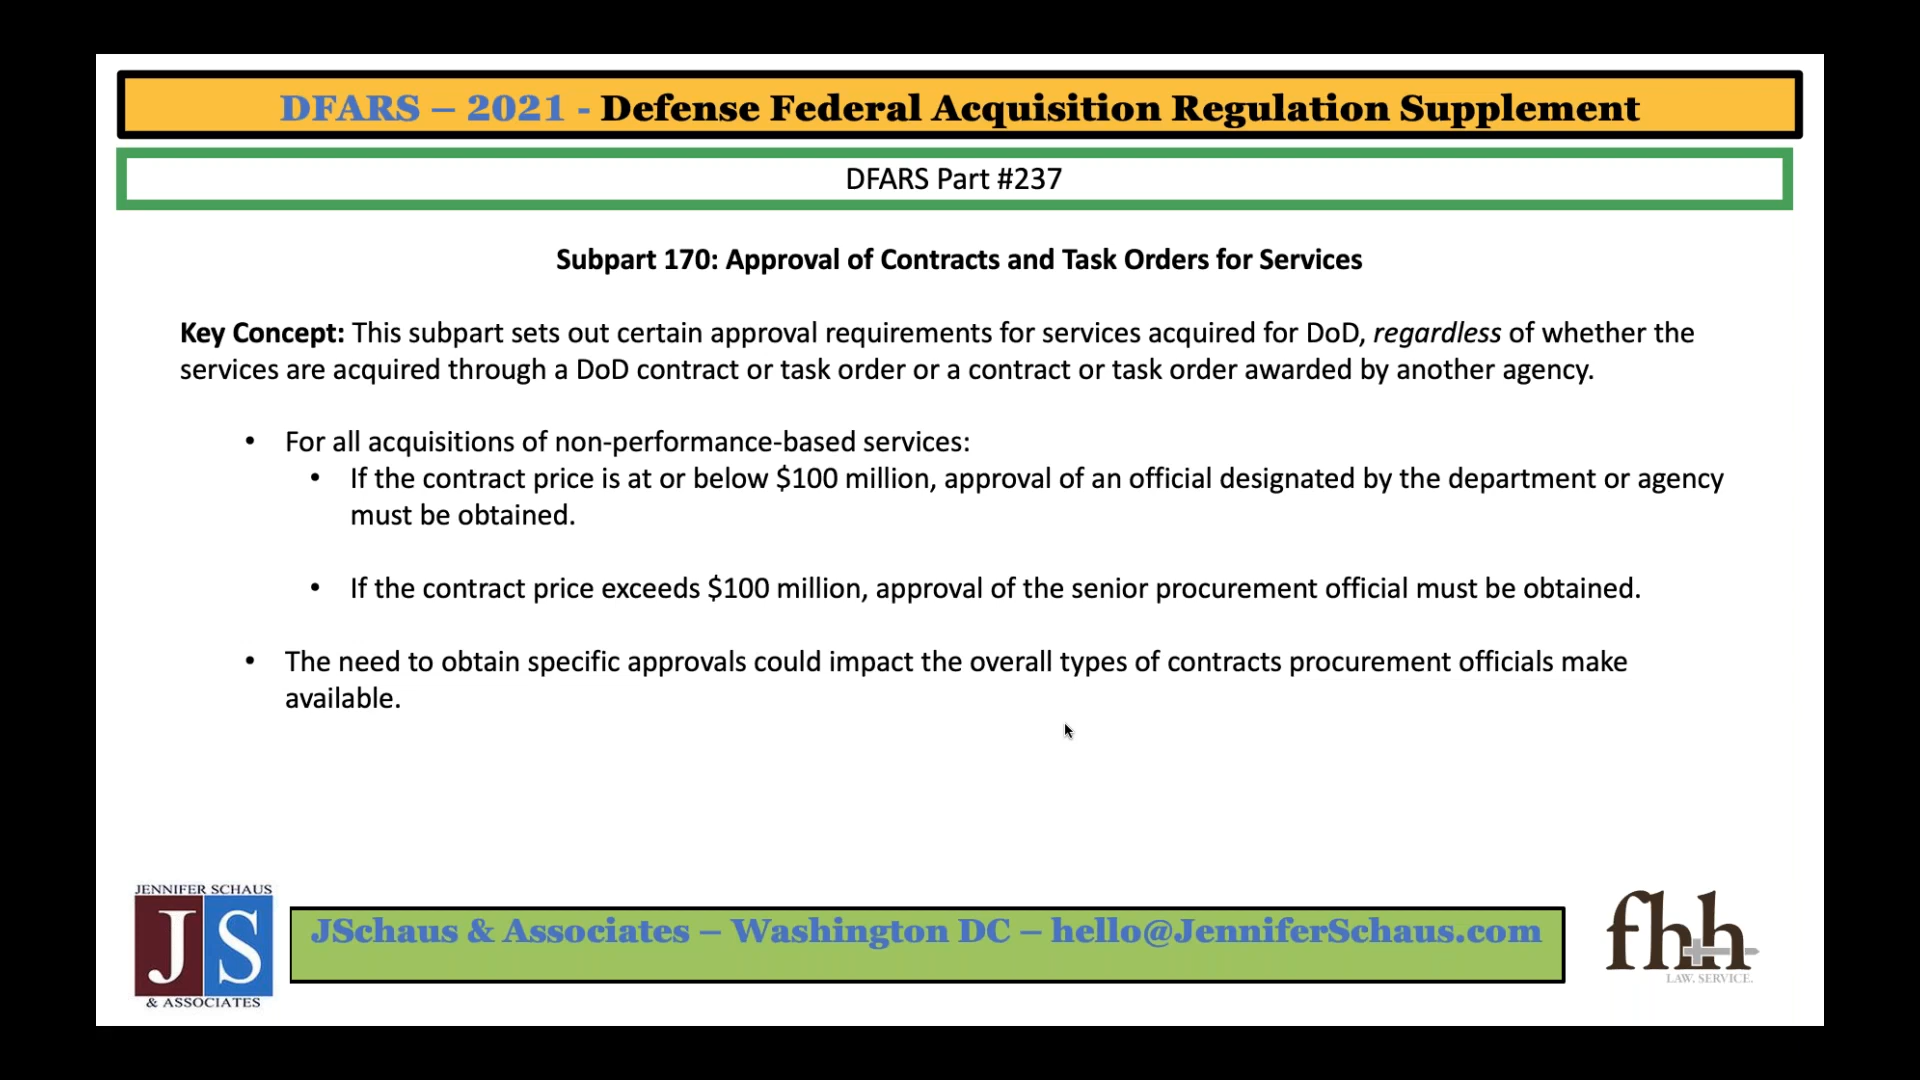 DFARS – 2021 - Defense Federal Acquisition Regulation Supplement
DFARS Part #237
Subpart 170: Approval of Contracts and Task Orders for Services
Key Concept: This subpart sets out certain approval requirements for services acquired for DoD, regardless of whether the
services are acquired through a DoD contract or task order or a contract or task order awarded by another agency.
• For all acquisitions of non-performance-based services:
• If the contract price is at or below $100 million, approval of an official designated by the department or agency
must be obtained.
• If the contract price exceeds $100 million, approval of the senior procurement official must be obtained.
• The need to obtain specific approvals could impact the overall types of contracts procurement officials make
available.
JENNIFER SCHAUS
JS
& ASSOCIATES
JSchaus & Associates – Washington DC – hello@JenniferSchaus.com
fhh
LAW. SERVICE.